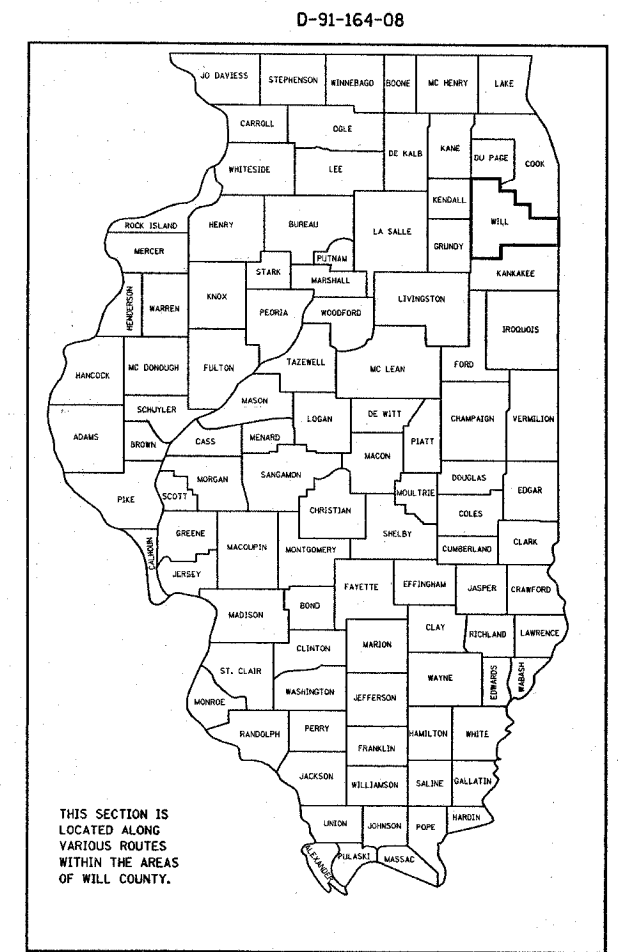 D-91-164-08
JO DAVIESS
STEPHENSON
WINNEBAGO
BOONE
MC HENRY
LAKE
CARROLL
OGLE
DE KALB
KANE
DU PAGE
COOK
WHITESIDE
LEE
KENDALL
WILL
ROCK ISLAND
HENRY
BUREAU
LA SALLE
GRUNDY
MERCER
PUTNAM
KANKAKEE
STARK
MARSHALL
HENDERSON
WARREN
KNOX
PEORIA
WOODFORD
LIVINGSTON
IROQUOIS
HANCOCK
MC DONOUGH
FULTON
TAZEWELL
MC LEAN
FORD
MASON
SCHUYLER
LOGAN
DE WITT
CHAMPAIGN
VERMILION
ADAMS
BROWN
CASS
MENARD
MACON
PIATT
SANGAMON
DOUGLAS
PIKE
SCOTT
MORGAN
MOULTRIE
EDGAR
CHRISTIAN
COLES
GREENE
MACOUPIN
MONTGOMERY
SHELBY
CUMBERLAND
CLARK
CALHOUN
JERSEY
FAYETTE
EFFINGHAM
JASPER
CRAWFORD
MADISON
BOND
CLAY
RICHLAND
LAWRENCE
CLINTON
MARION
ST. CLAIR
WAYNE
EDWARDS
WABASH
WASHINGTON
JEFFERSON
MONROE
RANDOLPH
PERRY
HAMILTON
WHITE
FRANKLIN
JACKSON
WILLIAMSON
SALINE
GALLATIN
UNION
JOHNSON
POPE
HARDIN
ALEXANDER
PULASKI
MASSAC
THIS SECTION IS
LOCATED ALONG
VARIOUS ROUTES
WITHIN THE AREAS
OF WILL COUNTY.